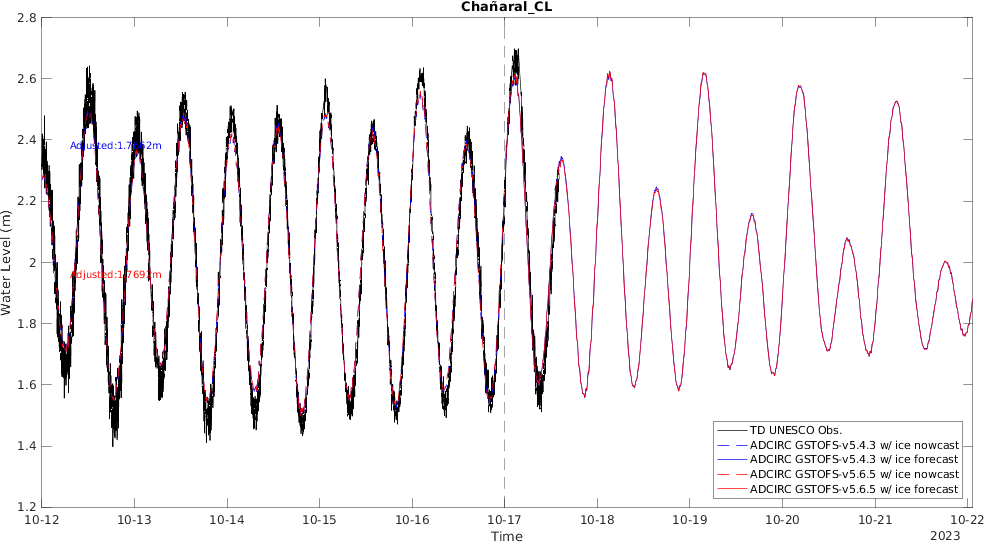 Chañaral_CL
2.8
2.6
2.4
2.2
2
1.8
1.6
1.4
1.2
Water Level (m)
m
Adjusted:1.7692m
10-12
10-13
10-14
10-15
10-16
10-17
10-18
10-19
10-20
10-21
10-22
Time
2023
TD UNESCO Obs.
ADCIRC GSTOFS-v5.4.3 w/ ice nowcast
ADCIRC GSTOFS-v5.4.3 w/ ice forecast
ADCIRC GSTOFS-v5.6.5 w/ ice nowcast
ADCIRC GSTOFS-v5.6.5 w/ ice forecast